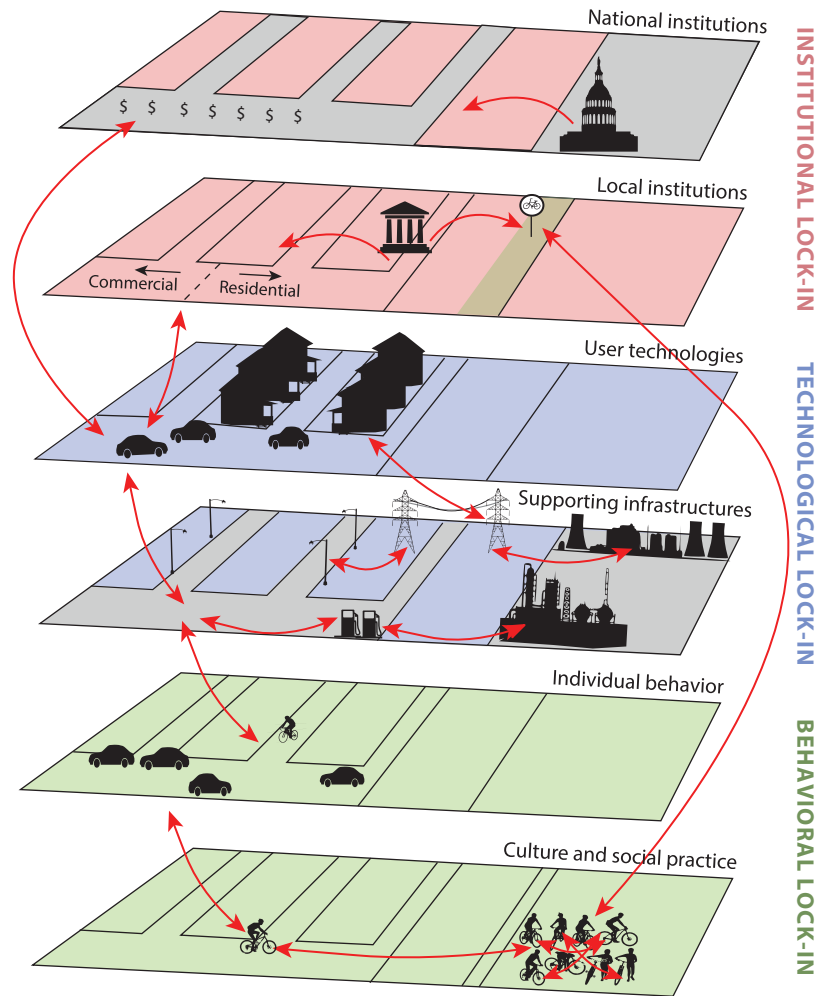 National institutions
$ $ $ $ $ $ $
INSTITUTIONAL LOCK-IN
Local institutions
Commercial
Residential
User technologies
TECHNOLOGICAL LOCK-IN
Supporting infrastructures
Individual behavior
BEHAVIORAL LOCK-IN
Culture and social practice